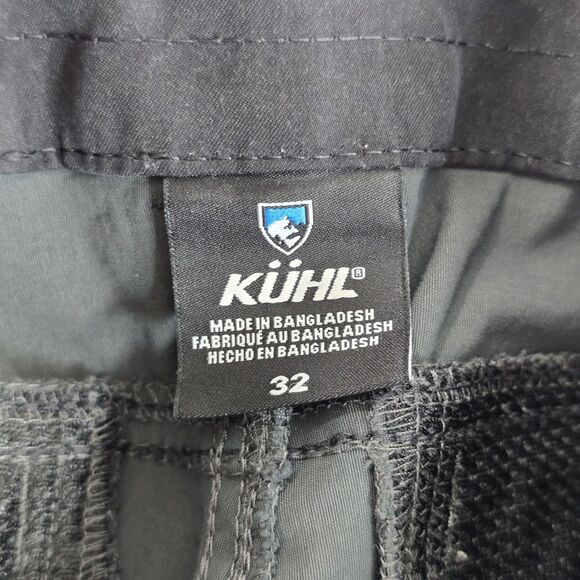 KÜHL®
MADE IN BANGLADESH
FABRIQUÉ AU BANGLADESH
HECHO EN BANGLADESH
32